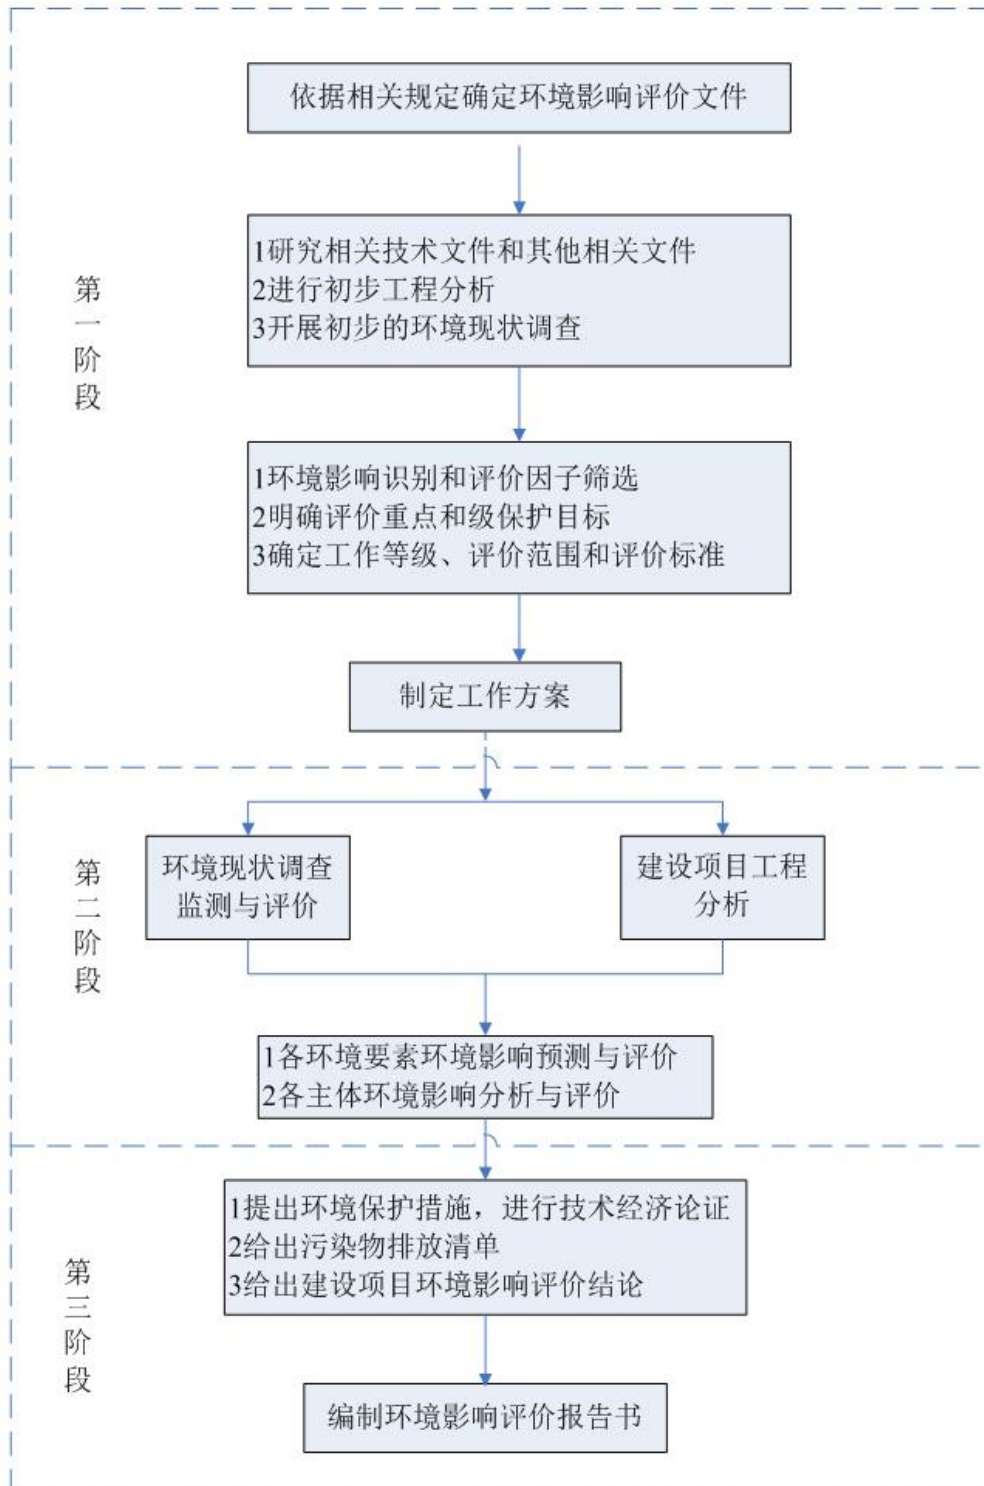 第一阶段
依据相关规定确定环境影响评价文件
1研究相关技术文件和其他相关文件
2进行初步工程分析
3开展初步的环境现状调查
1环境影响识别和评价因子筛选
2明确评价重点和级保护目标
3确定工作等级、评价范围和评价标准
制定工作方案
第二阶段
环境现状调查
监测与评价
建设项目工程
分析
1各环境要素环境影响预测与评价
2各主体环境影响分析与评价
第三阶段
1提出环境保护措施，进行技术经济论证
2给出污染物排放清单
3给出建设项目环境影响评价结论
编制环境影响评价报告书